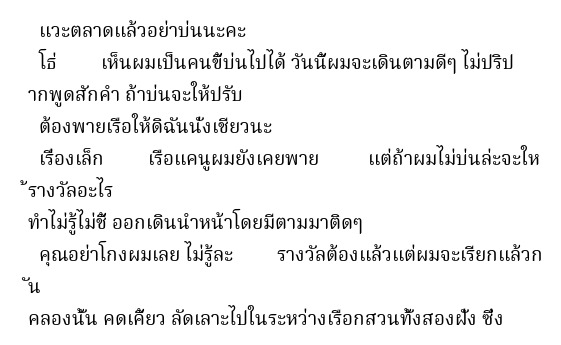 แวะตลาดแล้วอย่าบ่นนะคะ
โธ่ เห็นผมเป็นคนขี้บ่นไปได้ วันนี้ผมจะเดินตามดีๆ ไม่ปริป
ากพูดสักคำ ถ้าบ่นจะให้ปรับ
ต้องพายเรือให้ดิฉันนั่งเชียวนะ
เรื่องเล็ก เรือแคนูผมยังเคยพาย แต่ถ้าผมไม่บ่นล่ะจะให
้รางวัลอะไร
ทำไม่รู้ไม่ชี้ ออกเดินนำหน้าโดยมีตามมาติดๆ
คุณอย่าโกงผมเลย ไม่รู้ละ รางวัลต้องแล้วแต่ผมจะเรียกแล้วก
ัน
คลองนั้น คดเคี้ยว ลัดเลาะไปในระหว่างเรือกสวนทั้งสองฝั่ง ซึ่ง